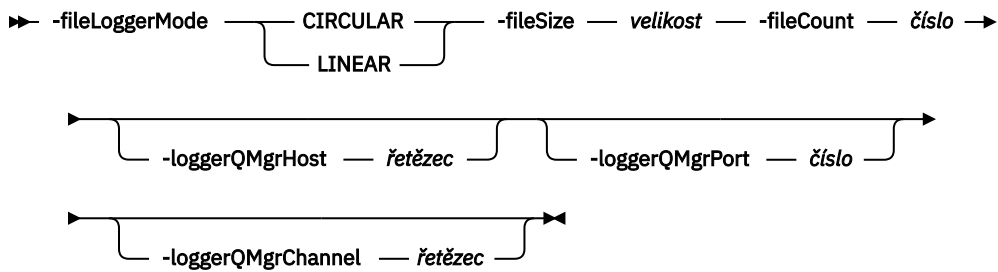 -fileLoggerMode CIRCULAR -fileSize velikost -fileCount číslo
LINEAR
-loggerQMgrHost řetězec -loggerQMgrPort číslo
-loggerQMgrChannel řetězec